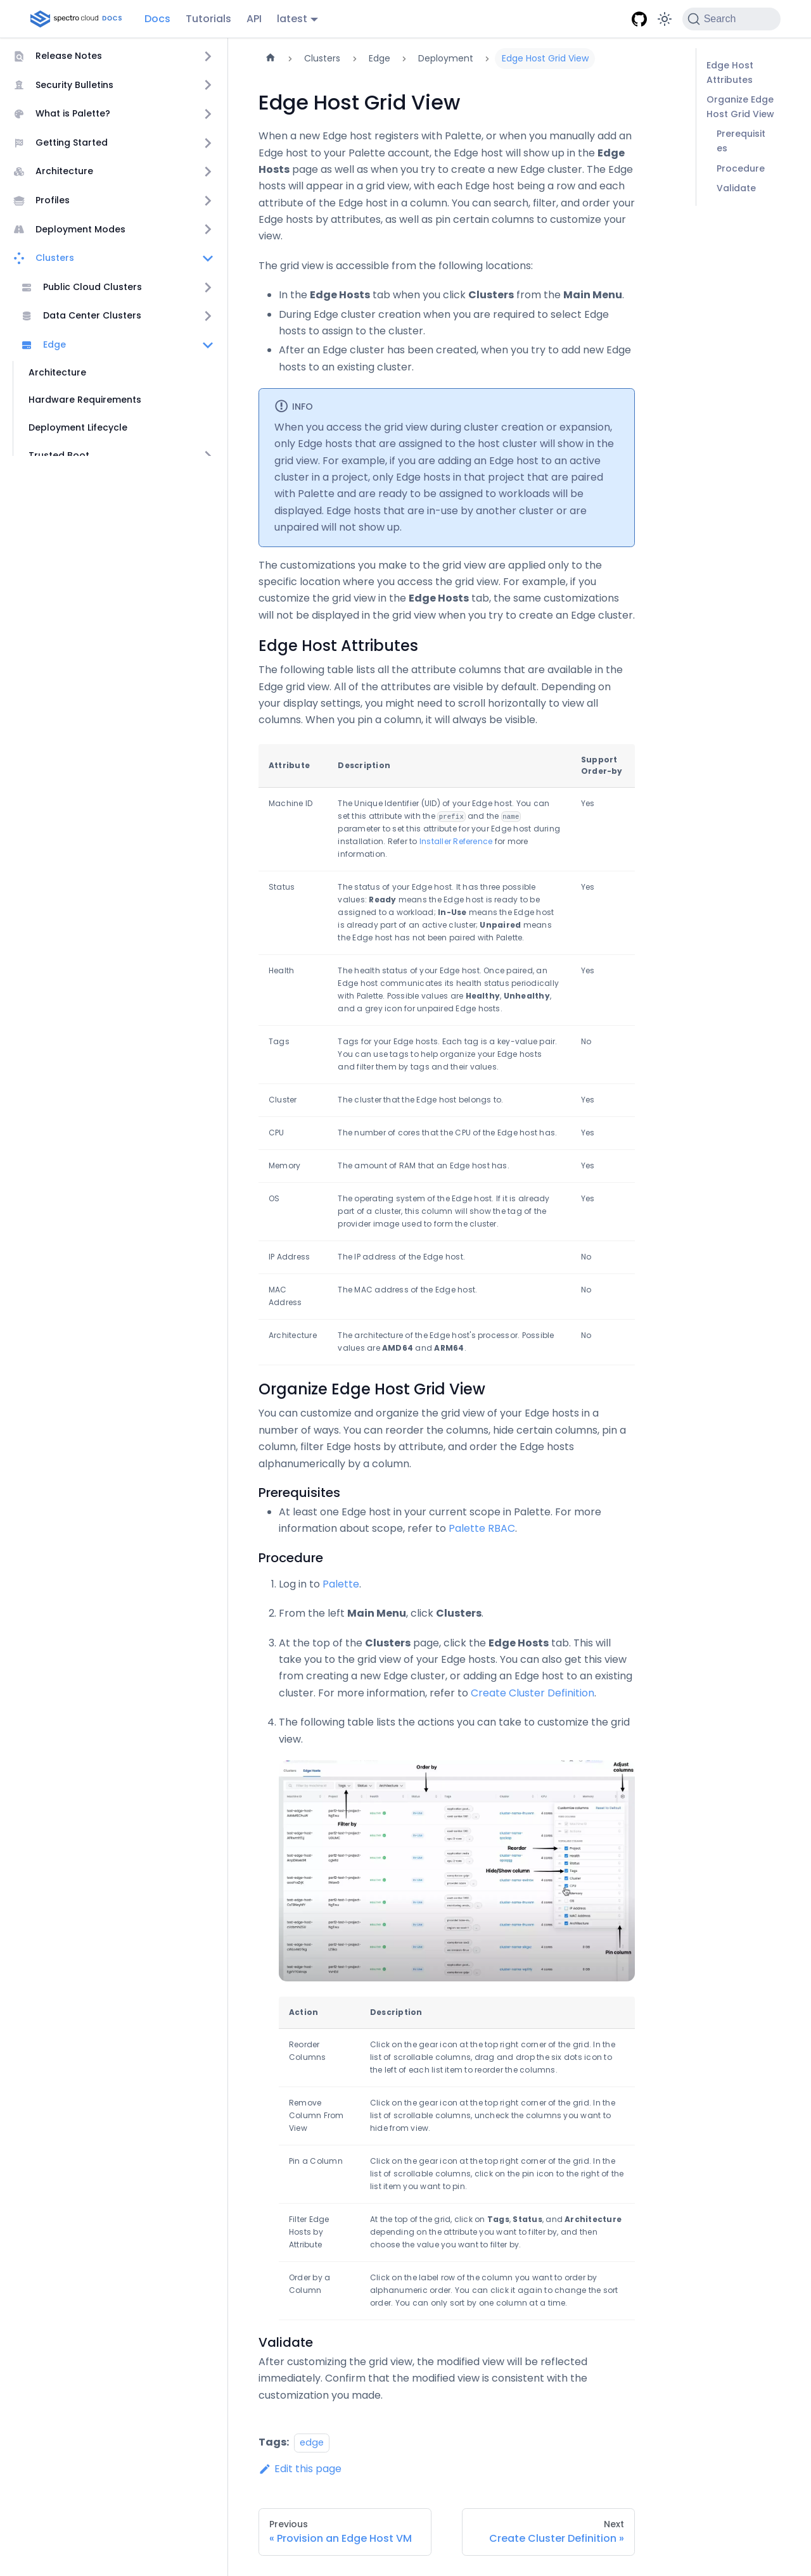 spectro cloud DOCS
Docs
Tutorials
API
latest
Search
Release Notes
Security Bulletins
What is Palette?
Getting Started
Architecture
Profiles
Deployment Modes
Clusters
Public Cloud Clusters
Data Center Clusters
Edge
Architecture
Hardware Requirements
Deployment Lifecycle
Trusted Boot
Clusters
Edge
Deployment
Edge Host Grid View
Edge Host Grid View
When a new Edge host registers with Palette, or when you manually add an
Edge host to your Palette account, the Edge host will show up in the Edge
Hosts page as well as when you try to create a new Edge cluster. The Edge
hosts will appear in a grid view, with each Edge host being a row and each
attribute of the Edge host in a column. You can search, filter, and order your
Edge hosts by attributes, as well as pin certain columns to customize your
view.
The grid view is accessible from the following locations:
In the Edge Hosts tab when you click Clusters from the Main Menu.
During Edge cluster creation when you are required to select Edge
hosts to assign to the cluster.
After an Edge cluster has been created, when you try to add new Edge
hosts to an existing cluster.
INFO
When you access the grid view during cluster creation or expansion,
only Edge hosts that are assigned to the host cluster will show in the
grid view. For example, if you are adding an Edge host to an active
cluster in a project, only Edge hosts in that project that are paired
with Palette and are ready to be assigned to workloads will be
displayed. Edge hosts that are in-use by another cluster or are
unpaired will not show up.
The customizations you make to the grid view are applied only to the
specific location where you access the grid view. For example, if you
customize the grid view in the Edge Hosts tab, the same customizations
will not be displayed in the grid view when you try to create an Edge cluster.
Edge Host Attributes
The following table lists all the attribute columns that are available in the
Edge grid view. All of the attributes are visible by default. Depending on
your display settings, you might need to scroll horizontally to view all
columns. When you pin a column, it will always be visible.
Attribute
Description
Support
Order-by
Machine ID
The Unique Identifier (UID) of your Edge host. You can
set this attribute with the prefix and the name
parameter to set this attribute for your Edge host during
installation. Refer to Installer Reference for more
information.
Yes
Status
The status of your Edge host. It has three possible
values: Ready means the Edge host is ready to be
assigned to a workload; In-Use means the Edge host
is already part of an active cluster; Unpaired means
the Edge host has not been paired with Palette.
Yes
Health
The health status of your Edge host. Once paired, an
Edge host communicates its health status periodically
with Palette. Possible values are Healthy, Unhealthy,
and a grey icon for unpaired Edge hosts.
Yes
Tags
Tags for your Edge hosts. Each tag is a key-value pair.
You can use tags to help organize your Edge hosts
and filter them by tags and their values.
No
Cluster
The cluster that the Edge host belongs to.
Yes
CPU
The number of cores that the CPU of the Edge host has.
Yes
Memory
The amount of RAM that an Edge host has.
Yes
OS
The operating system of the Edge host. If it is already
part of a cluster, this column will show the tag of the
provider image used to form the cluster.
Yes
IP Address
The IP address of the Edge host.
No
MAC
Address
The MAC address of the Edge host.
No
Architecture
The architecture of the Edge host's processor. Possible
values are AMD64 and ARM64.
No
Organize Edge Host Grid View
You can customize and organize the grid view of your Edge hosts in a
number of ways. You can reorder the columns, hide certain columns, pin a
column, filter Edge hosts by attribute, and order the Edge hosts
alphanumerically by a column.
Prerequisites
At least one Edge host in your current scope in Palette. For more
information about scope, refer to Palette RBAC.
Procedure
1. Log in to Palette.
2. From the left Main Menu, click Clusters.
3. At the top of the Clusters page, click the Edge Hosts tab. This will
take you to the grid view of your Edge hosts. You can also get this view
from creating a new Edge cluster, or adding an Edge host to an existing
cluster. For more information, refer to Create Cluster Definition.
4. The following table lists the actions you can take to customize the grid
view.
Order by
Adjust
columns
Filter by
Reorder
Hide/Show column
Pin column
Action
Description
Reorder
Columns
Click on the gear icon at the top right corner of the grid. In the
list of scrollable columns, drag and drop the six dots icon to
the left of each list item to reorder the columns.
Remove
Column From
View
Click on the gear icon at the top right corner of the grid. In the
list of scrollable columns, uncheck the columns you want to
hide from view.
Pin a Column
Click on the gear icon at the top right corner of the grid. In the
list of scrollable columns, click on the pin icon to the right of the
list item you want to pin.
Filter Edge
Hosts by
Attribute
At the top of the grid, click on Tags, Status, and Architecture
depending on the attribute you want to filter by, and then
choose the value you want to filter by.
Order by a
Column
Click on the label row of the column you want to order by
alphanumeric order. You can click it again to change the sort
order. You can only sort by one column at a time.
Validate
After customizing the grid view, the modified view will be reflected
immediately. Confirm that the modified view is consistent with the
customization you made.
Tags: edge
Edit this page
Previous
« Provision an Edge Host VM
Next
Create Cluster Definition »
Edge Host
Attributes
Organize Edge
Host Grid View
Prerequisit
es
Procedure
Validate